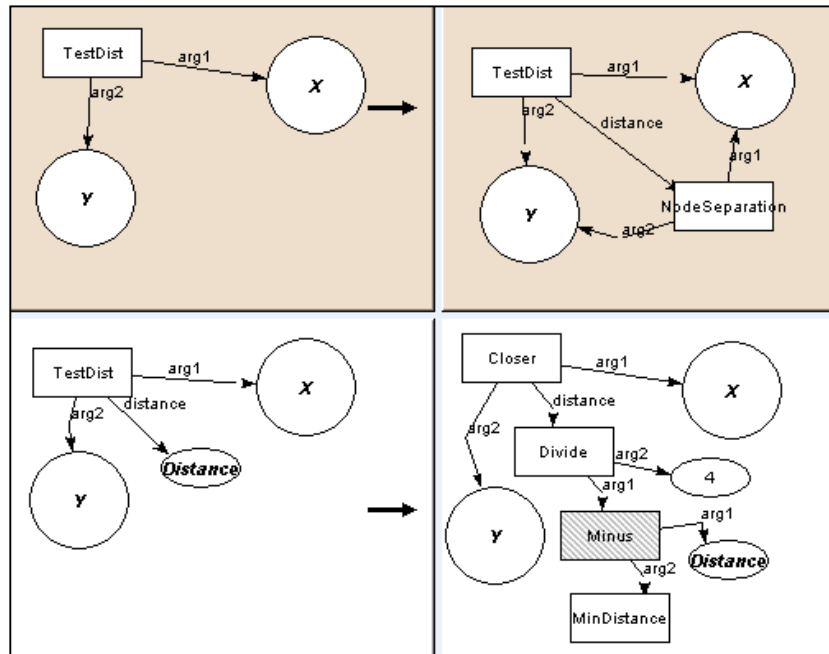 TestDist
arg1
X
arg2
Y
TestDist
arg1
X
arg2
distance
arg1
NodeSeparation
Y
arg2
TestDist
arg1
X
arg2
distance
Distance
Y
Closer
arg1
X
distance
arg2
Divide
arg2
4
arg1
Y
Minus
arg1
Distance
arg2
MinDistance